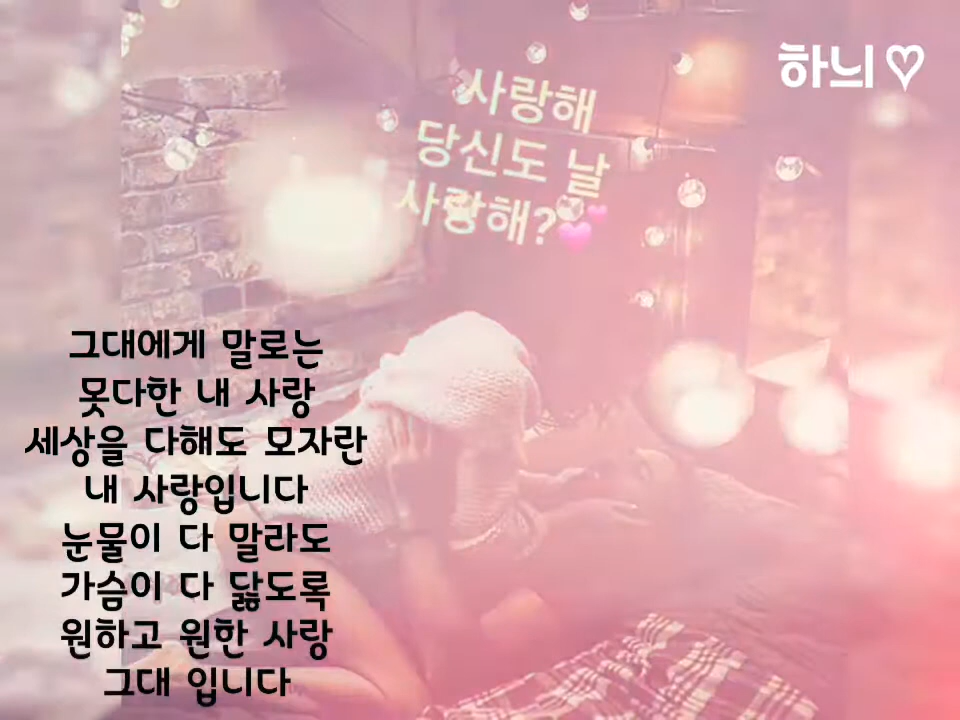 하늬♡
사랑해
당신도 날
사랑해?💕
그대에게 말로는
못다한 내 사랑
세상을 다해도 모자란
내 사랑입니다
눈물이 다 말라도
가슴이 다 닳도록
원하고 원한 사랑
그대 입니다